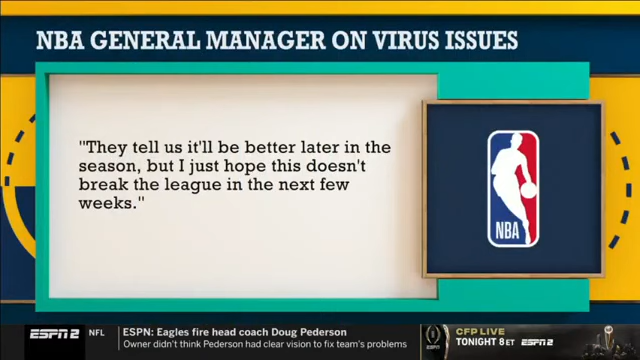 NBA GENERAL MANAGER ON VIRUS ISSUES
"They tell us it'll be better later in the
season, but I just hope this doesn't
break the league in the next few
weeks."
NBA
ESPN2
NFL
ESPN: Eagles fire head coach Doug Pederson
Owner didn't think Pederson had clear vision to fix team's problems
CFP LIVE
TONIGHT 8 ET ESPN2